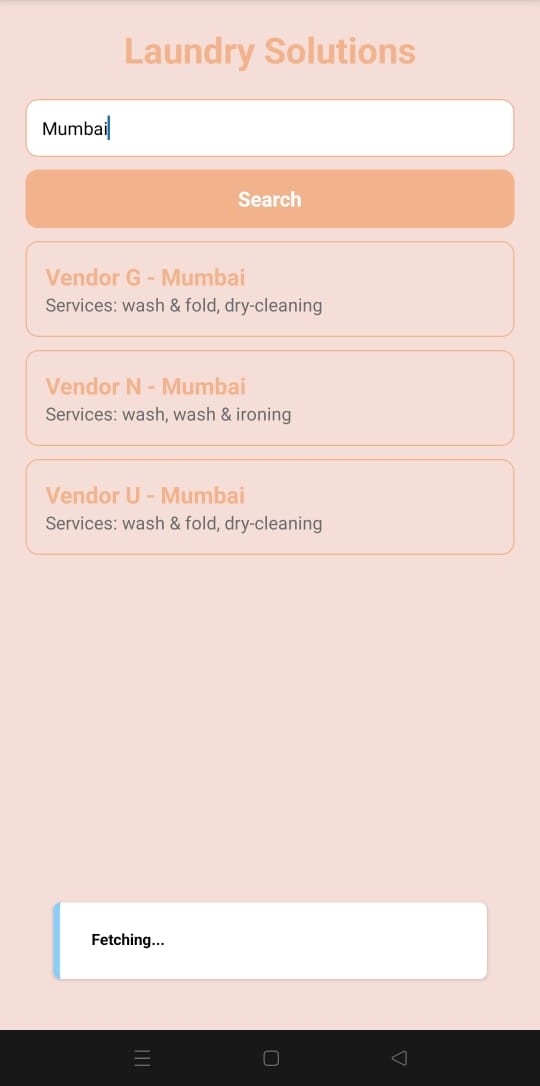 Laundry Solutions
Mumbai
Search
Vendor G - Mumbai
Services: wash & fold, dry-cleaning
Vendor N - Mumbai
Services: wash, wash & ironing
Vendor U - Mumbai
Services: wash & fold, dry-cleaning
Fetching...